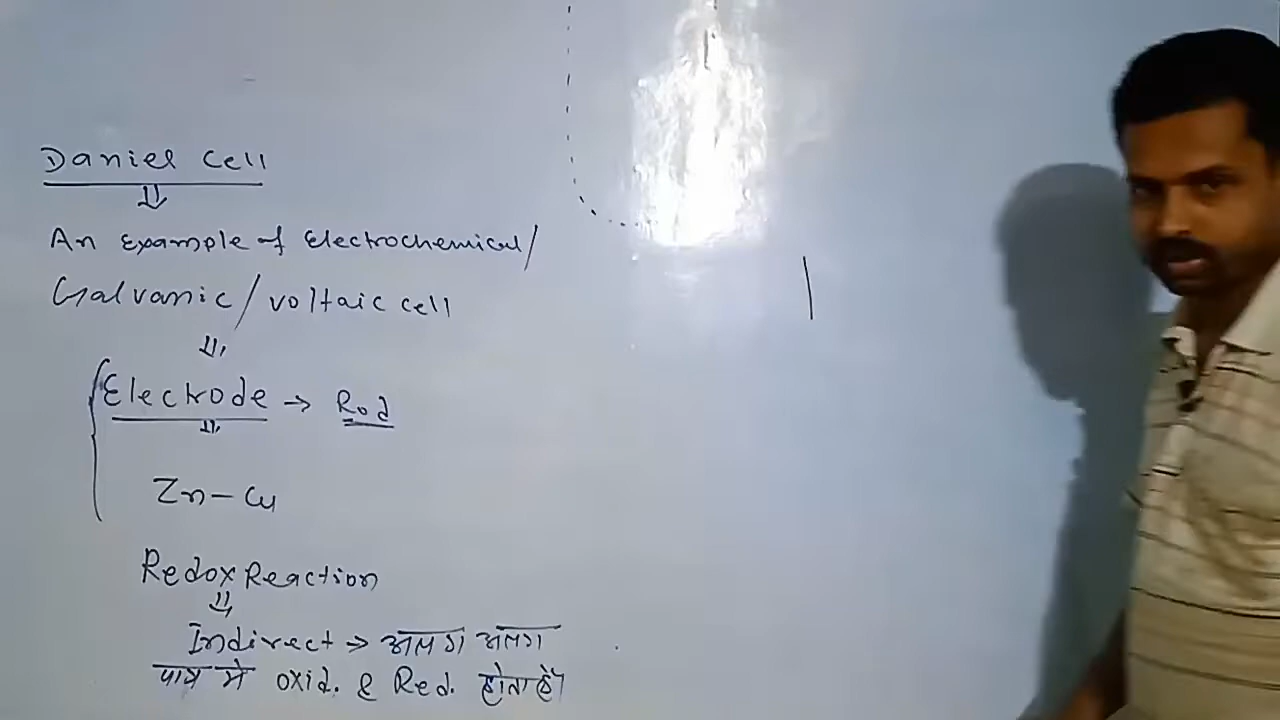 Daniel Cell
⇓
An Example of Electrochemical/
Galvanic/voltaic cell
⇓
Electrode → Rod
⇓
Zn-Cu
Redox Reaction
⇓
Indirect → अलग अलग
पात्र मे oxid. & Red. होता है।